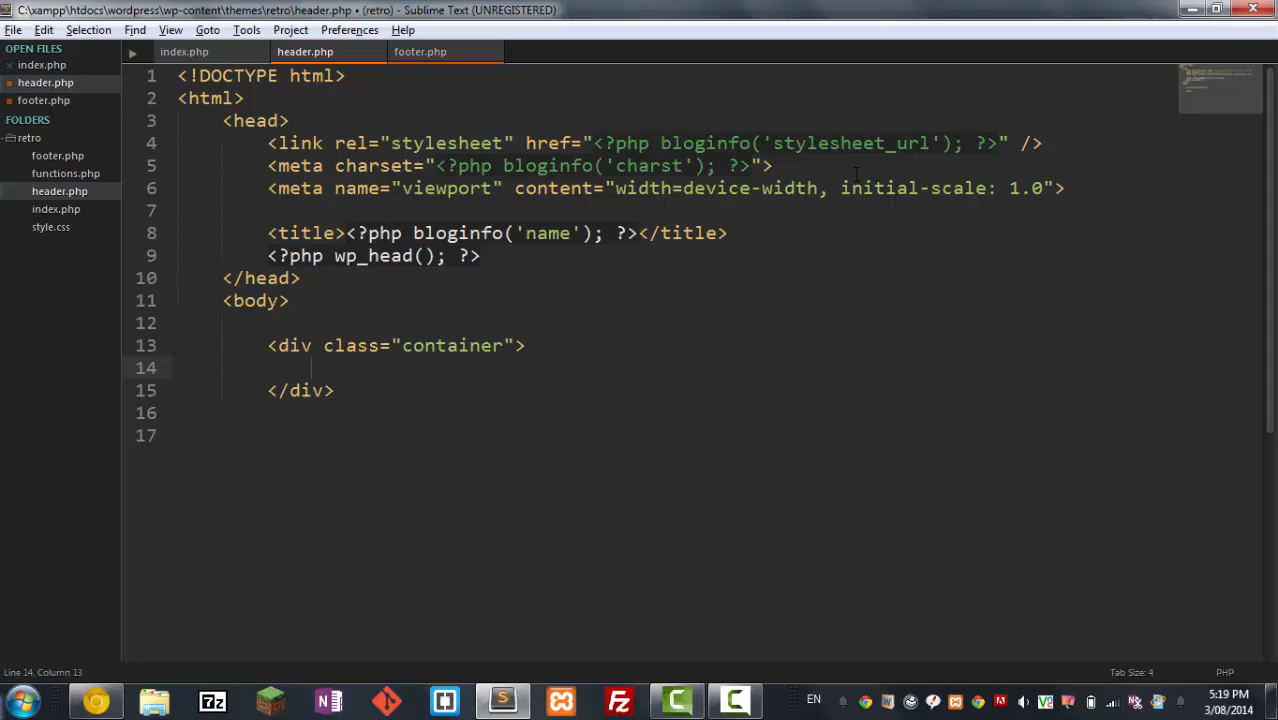 C:\xampp\htdocs\wordpress\wp-content\themes\retro\header.php • (retro) - Sublime Text (UNREGISTERED)
File Edit Selection Find View Goto Tools Project Preferences Help
OPEN FILES
index.php
header.php
footer.php
FOLDERS
retro
footer.php
functions.php
header.php
index.php
style.css
index.php header.php footer.php
1 <!DOCTYPE html>
2 <html>
3 <head>
4 <link rel="stylesheet" href="<?php bloginfo('stylesheet_url'); ?>" />
5 <meta charset="<?php bloginfo('charst'); ?>">
6 <meta name="viewport" content="width=device-width, initial-scale: 1.0">
7
8 <title><?php bloginfo('name'); ?></title>
9 <?php wp_head(); ?>
10 </head>
11 <body>
12
13 <div class="container">
14
15 </div>
16
17
Line 14, Column 13 Tab Size: 4 PHP
EN
5:19 PM
3/08/2014